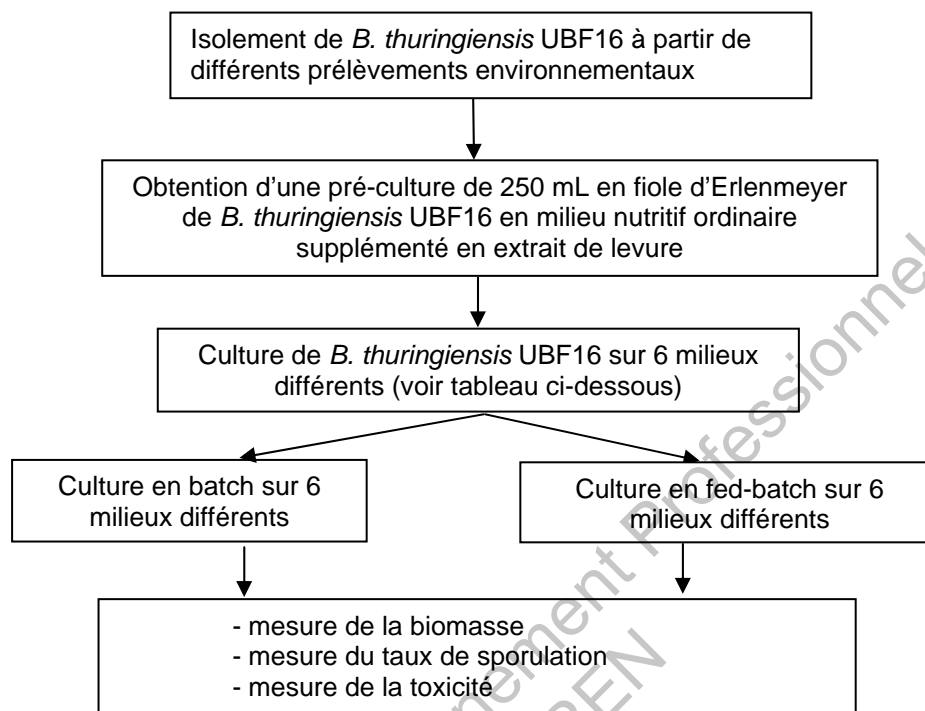 Isolement de B. thuringiensis UBF16 à partir de
différents prélèvements environnementaux
Obtention d'une pré-culture de 250 mL en fiole d'Erlenmeyer
de B. thuringiensis UBF16 en milieu nutritif ordinaire
supplémenté en extrait de levure
Culture de B. thuringiensis UBF16 sur 6 milieux
différents (voir tableau ci-dessous)
Culture en batch sur 6
milieux différents
Culture en fed-batch sur 6
milieux différents
- mesure de la biomasse
- mesure du taux de sporulation
- mesure de la toxicité
Professionnel